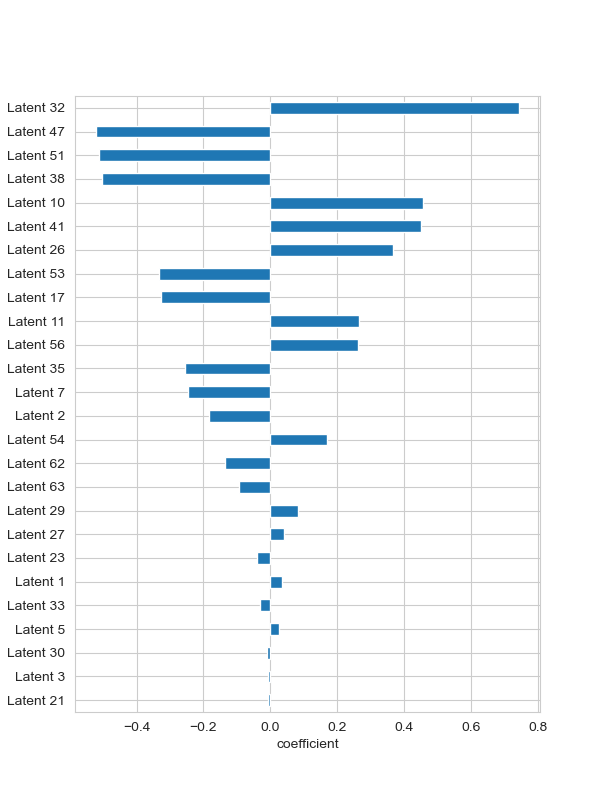 Latent 32
Latent 47
Latent 51
Latent 38
Latent 10
Latent 41
Latent 26
Latent 53
Latent 17
Latent 11
Latent 56
Latent 35
Latent 7
Latent 2
Latent 54
Latent 62
Latent 63
Latent 29
Latent 27
Latent 23
Latent 1
Latent 33
Latent 5
Latent 30
Latent 3
Latent 21
−0.4 −0.2 0.0 0.2 0.4 0.6 0.8
coefficient